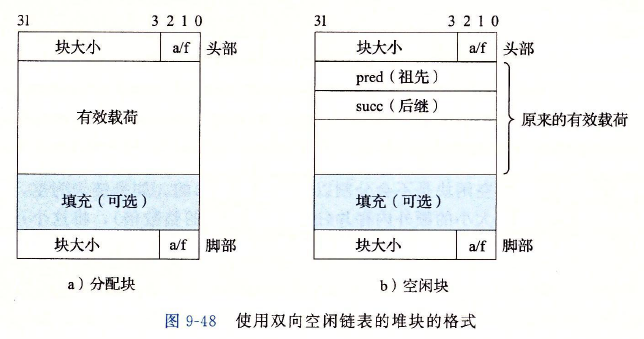 31 3 2 1 0
块大小 a/f 头部
有效载荷
填充（可选）
块大小 a/f 脚部
a）分配块
31 3 2 1 0
块大小 a/f 头部
pred（祖先）
succ（后继）
原来的有效载荷
填充（可选）
块大小 a/f 脚部
b）空闲块
图 9-48 使用双向空闲链表的堆块的格式